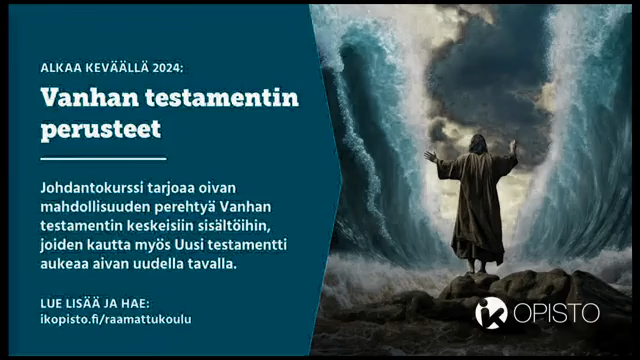 ALKAA KEVÄÄLLÄ 2024:
Vanhan testamentin
perusteet
Johdantokurssi tarjoaa oivan
mahdollisuuden perehtyä Vanhan
testamentin keskeisiin sisältöihin,
joiden kautta myös Uusi testamentti
aukeaa aivan uudella tavalla.
LUE LISÄÄ JA HAE:
ikopisto.fi/raamattukoulu
iK OPISTO